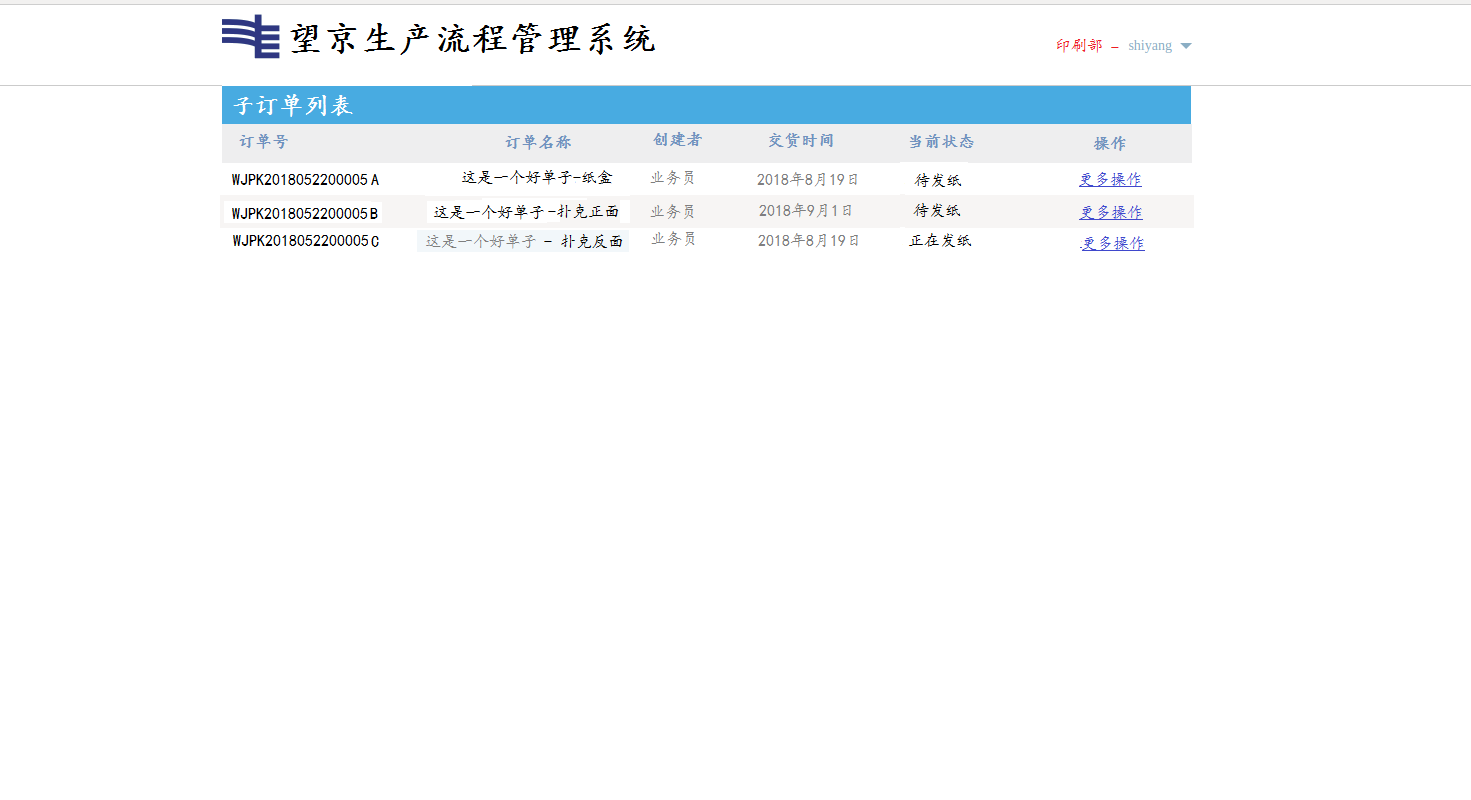 望京生产流程管理系统
印刷部 – shiyang
子订单列表
订单号 订单名称 创建者 交货时间 当前状态 操作
WJPK2018052200005A 这是一个好单子-纸盒 业务员 2018年8月19日 待发纸 更多操作
WJPK2018052200005B 这是一个好单子-扑克正面 业务员 2018年9月1日 待发纸 更多操作
WJPK2018052200005C 这是一个好单子 - 扑克反面 业务员 2018年8月19日 正在发纸 更多操作